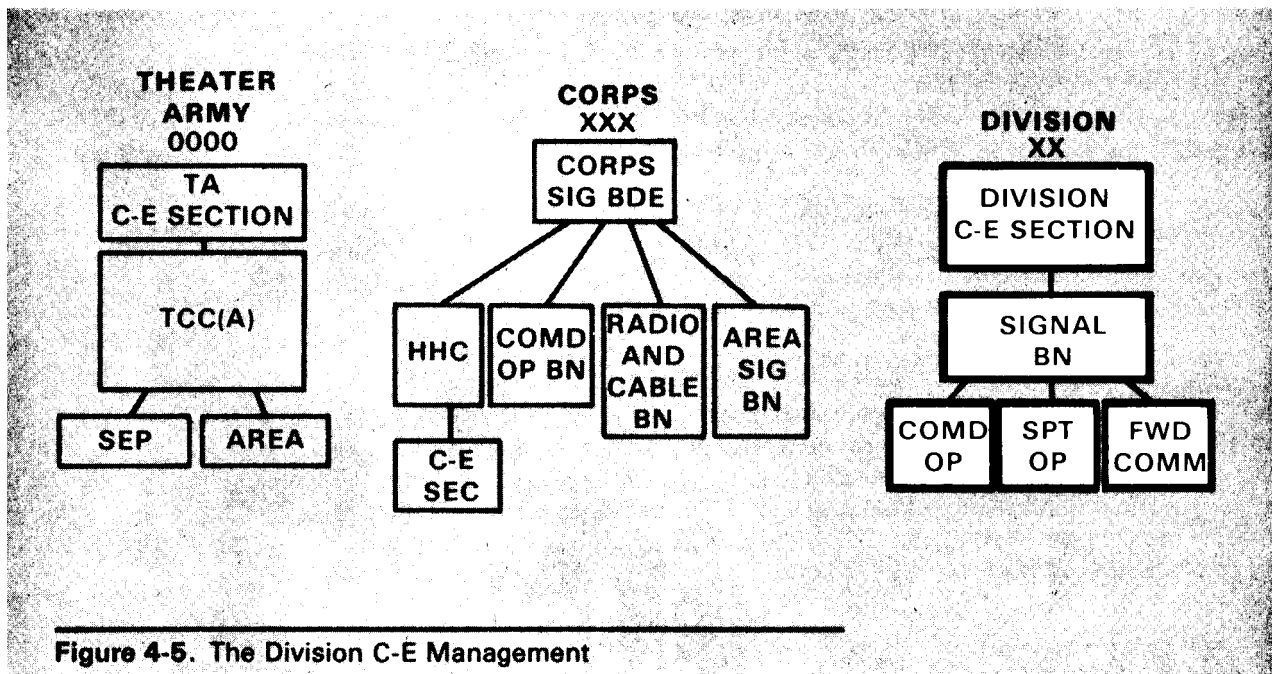 THEATER
ARMY
0000
TA
C-E SECTION
TCC(A)
SEP
AREA
CORPS
XXX
CORPS
SIG BDE
HHC
COMD
OP BN
RADIO
AND
CABLE
BN
AREA
SIG
BN
C-E
SEC
DIVISION
XX
DIVISION
C-E SECTION
SIGNAL
BN
COMD
OP
SPT
OP
FWD
COMM
Figure 4-5. The Division C-E Management